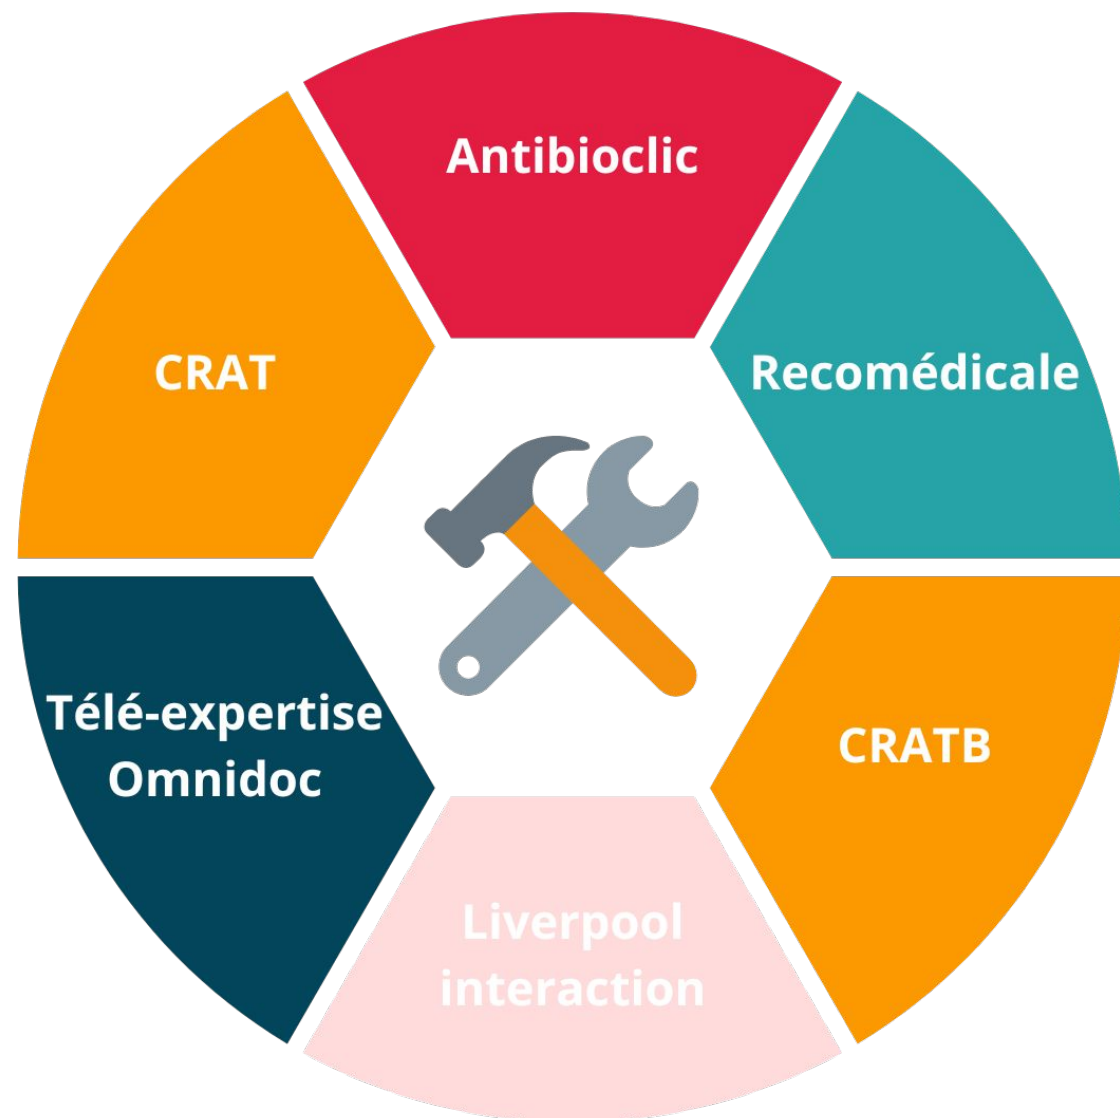 Antibioclic
CRAT
Recomédicale
Télé-expertise
Omnidoc
CRATB
Liverpool
interaction